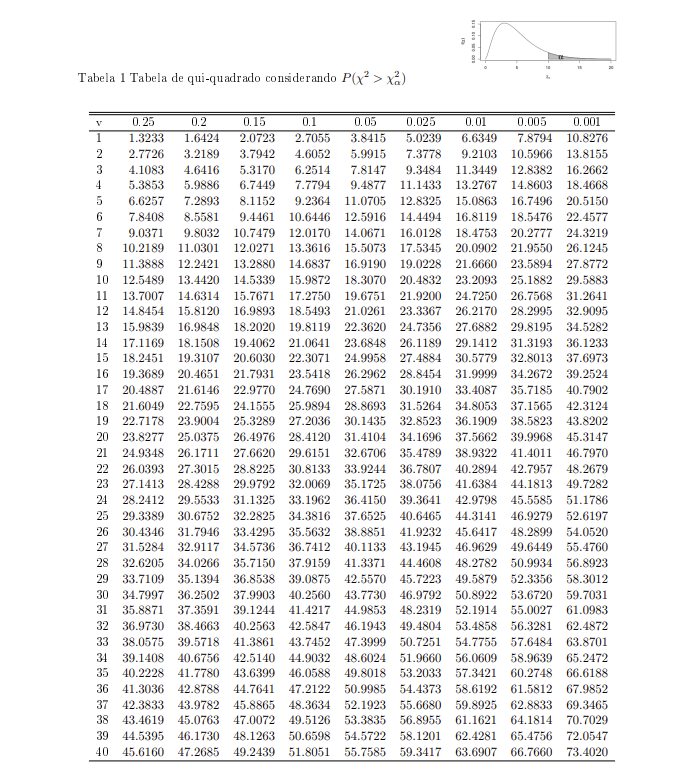 Tabela 1 Tabela de qui-quadrado considerando P(χ² > χ²α)
v 0.25 0.2 0.15 0.1 0.05 0.025 0.01 0.005 0.001
1 1.3233 1.6424 2.0723 2.7055 3.8415 5.0239 6.6349 7.8794 10.8276
2 2.7726 3.2189 3.7942 4.6052 5.9915 7.3778 9.2103 10.5966 13.8155
3 4.1083 4.6416 5.3170 6.2514 7.8147 9.3484 11.3449 12.8382 16.2662
4 5.3853 5.9886 6.7449 7.7794 9.4877 11.1433 13.2767 14.8603 18.4668
5 6.6257 7.2893 8.1152 9.2364 11.0705 12.8325 15.0863 16.7496 20.5150
6 7.8408 8.5581 9.4461 10.6446 12.5916 14.4494 16.8119 18.5476 22.4577
7 9.0371 9.8032 10.7479 12.0170 14.0671 16.0128 18.4753 20.2777 24.3219
8 10.2189 11.0301 12.0271 13.3616 15.5073 17.5345 20.0902 21.9550 26.1245
9 11.3888 12.2421 13.2880 14.6837 16.9190 19.0228 21.6660 23.5894 27.8772
10 12.5489 13.4420 14.5339 15.9872 18.3070 20.4832 23.2093 25.1882 29.5883
11 13.7007 14.6314 15.7671 17.2750 19.6751 21.9200 24.7250 26.7568 31.2641
12 14.8454 15.8120 16.9893 18.5493 21.0261 23.3367 26.2170 28.2995 32.9095
13 15.9839 16.9848 18.2020 19.8119 22.3620 24.7356 27.6882 29.8195 34.5282
14 17.1169 18.1508 19.4062 21.0641 23.6848 26.1189 29.1412 31.3193 36.1233
15 18.2451 19.3107 20.6030 22.3071 24.9958 27.4884 30.5779 32.8013 37.6973
16 19.3689 20.4651 21.7931 23.5418 26.2962 28.8454 31.9999 34.2672 39.2524
17 20.4887 21.6146 22.9770 24.7690 27.5871 30.1910 33.4087 35.7185 40.7902
18 21.6049 22.7595 24.1555 25.9894 28.8693 31.5264 34.8053 37.1565 42.3124
19 22.7178 23.9004 25.3289 27.2036 30.1435 32.8523 36.1909 38.5823 43.8202
20 23.8277 25.0375 26.4976 28.4120 31.4104 34.1696 37.5662 39.9968 45.3147
21 24.9348 26.1711 27.6620 29.6151 32.6706 35.4789 38.9322 41.4011 46.7970
22 26.0393 27.3015 28.8225 30.8133 33.9244 36.7807 40.2894 42.7957 48.2679
23 27.1413 28.4288 29.9792 32.0069 35.1725 38.0756 41.6384 44.1813 49.7282
24 28.2412 29.5533 31.1325 33.1962 36.4150 39.3641 42.9798 45.5585 51.1786
25 29.3389 30.6752 32.2825 34.3816 37.6525 40.6465 44.3141 46.9279 52.6197
26 30.4346 31.7946 33.4295 35.5632 38.8851 41.9232 45.6417 48.2899 54.0520
27 31.5284 32.9117 34.5736 36.7412 40.1133 43.1945 46.9629 49.6449 55.4760
28 32.6205 34.0266 35.7150 37.9159 41.3371 44.4608 48.2782 50.9934 56.8923
29 33.7109 35.1394 36.8538 39.0875 42.5570 45.7223 49.5879 52.3356 58.3012
30 34.7997 36.2502 37.9903 40.2560 43.7730 46.9792 50.8922 53.6720 59.7031
31 35.8871 37.3591 39.1244 41.4217 44.9853 48.2319 52.1914 55.0027 61.0983
32 36.9730 38.4663 40.2563 42.5847 46.1943 49.4804 53.4858 56.3281 62.4872
33 38.0575 39.5718 41.3861 43.7452 47.3999 50.7251 54.7755 57.6484 63.8701
34 39.1408 40.6756 42.5140 44.9032 48.6024 51.9660 56.0609 58.9639 65.2472
35 40.2228 41.7780 43.6399 46.0588 49.8018 53.2033 57.3421 60.2748 66.6188
36 41.3036 42.8788 44.7641 47.2122 50.9985 54.4373 58.6192 61.5812 67.9852
37 42.3833 43.9782 45.8865 48.3634 52.1923 55.6680 59.8925 62.8833 69.3465
38 43.4619 45.0763 47.0072 49.5126 53.3835 56.8955 61.1621 64.1814 70.7029
39 44.5395 46.1730 48.1263 50.6598 54.5722 58.1201 62.4281 65.4756 72.0547
40 45.6160 47.2685 49.2439 51.8051 55.7585 59.3417 63.6907 66.7660 73.4020